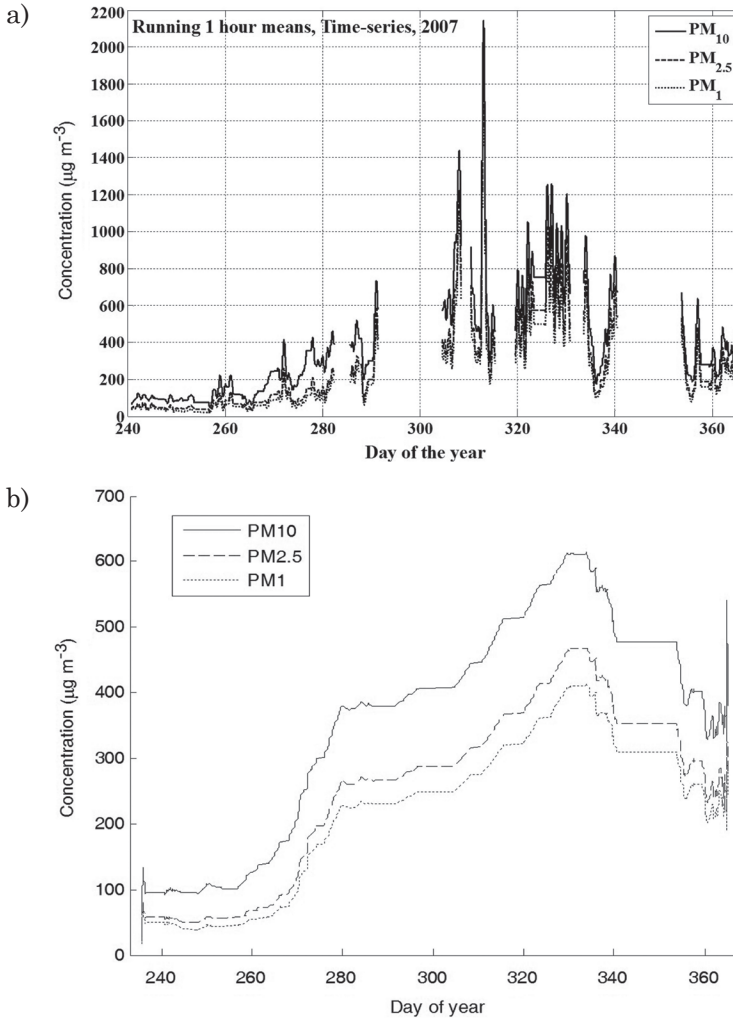 a)
Running 1 hour means, Time-series, 2007
PM10
PM2.5
PM1
2200
2000
1800
1600
1400
1200
1000
800
600
400
200
0
Concentration (µg m-3)
240 260 280 300 320 340 360
Day of the year
b)
PM10
PM2.5
PM1
700
600
500
400
300
200
100
0
Concentration (µg m-3)
240 260 280 300 320 340 360
Day of year